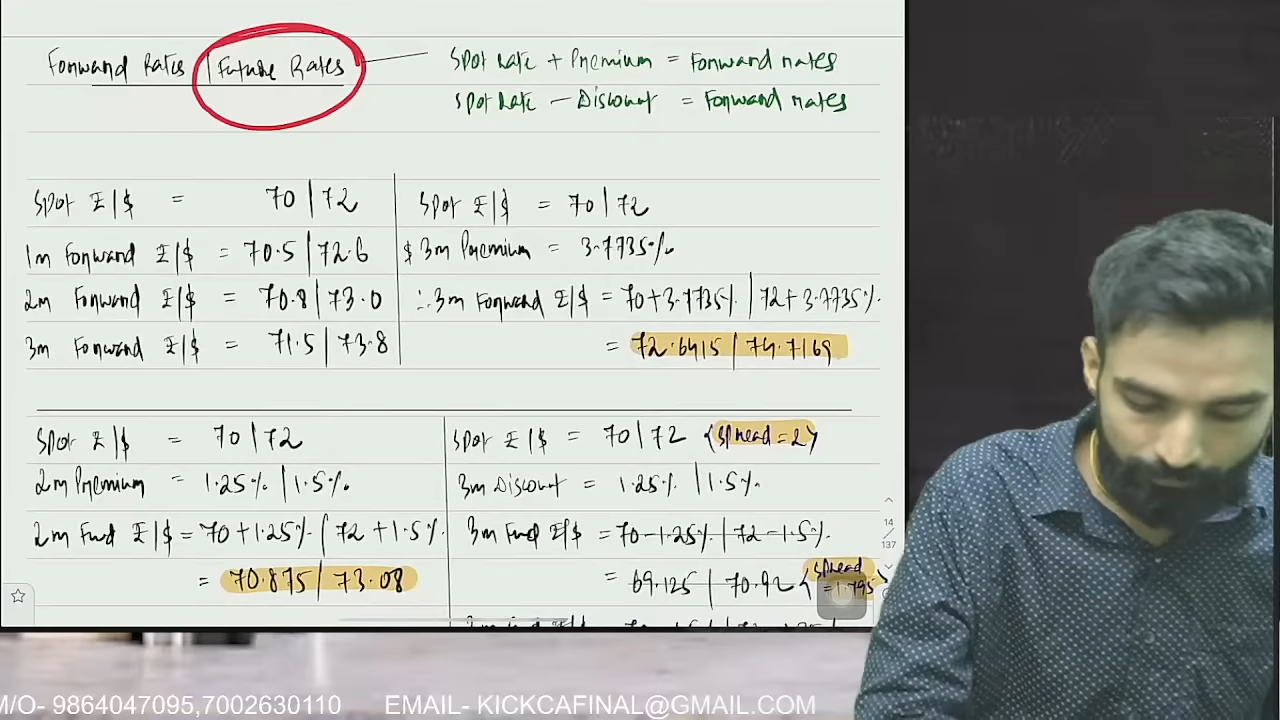 Forward Rates | Future Rates
Spot Rate + Premium = Forward rates
Spot Rate - Discount = Forward rates
Spot ₹|$ = 70|72
1m Forward ₹|$ = 70.5|72.6
2m Forward ₹|$ = 70.8|73.0
3m Forward ₹|$ = 71.5|73.8
Spot ₹|$ = 70|72
$ 3m Premium = 3.7735%
∴ 3m Forward ₹|$ = 70+3.7735%|72+3.7735%
= 72.6415|74.7169
Spot ₹|$ = 70|72
2m Premium = 1.25%|1.5%
2m Fwd ₹|$ = 70+1.25%|72+1.5%
= 70.875|73.08
Spot ₹|$ = 70|72 {Spread = 2}
3m Discount = 1.25%|1.5%
3m Fwd ₹|$ = 70-1.25%|72-1.5%
= 69.125|70.92 {Spread = 1.795}
14
/
137
M/O- 9864047095,7002630110 EMAIL- KICKCAFINAL@GMAIL.COM